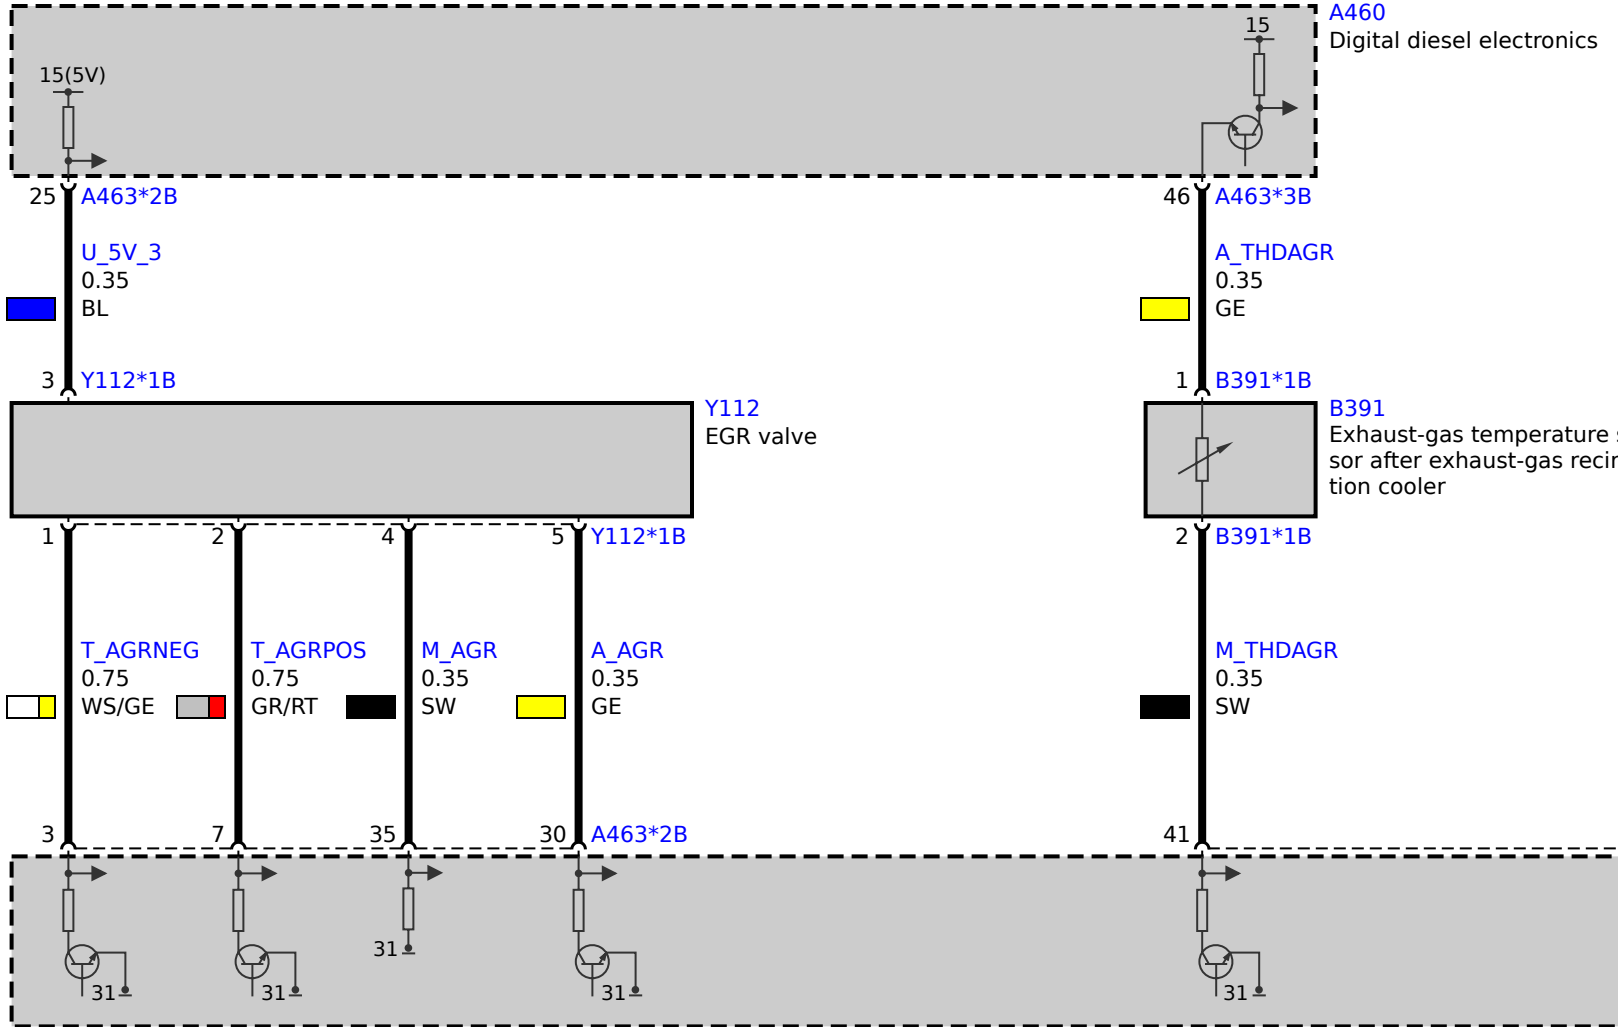 A460
Digital diesel electronics
15
15(5V)
25 A463*2B
46 A463*3B
U_5V_3
0.35
BL
A_THDAGR
0.35
GE
3 Y112*1B
1 B391*1B
Y112
EGR valve
B391
Exhaust-gas temperature
sor after exhaust-gas
tion cooler
1 2 4 5 Y112*1B
2 B391*1B
T_AGRNEG
0.75
WS/GE
T_AGRPOS
0.75
GR/RT
M_AGR
0.35
SW
A_AGR
0.35
GE
M_THDAGR
0.35
SW
3 7 35 30 A463*2B
41
31
31 31 31 31